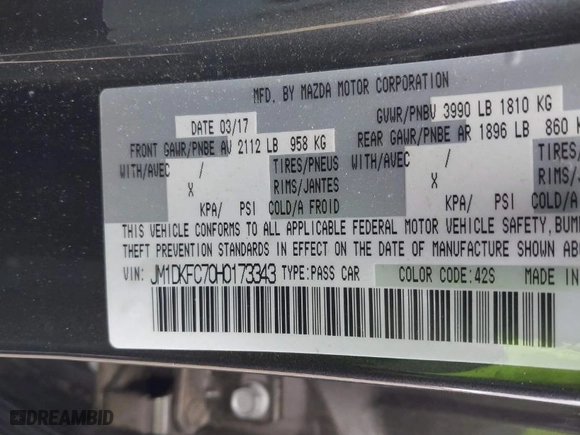 MFD. BY MAZDA MOTOR CORPORATION
DATE 03/17 GVWR/PNBV 3990 LB 1810 KG
FRONT GAWR/PNBE AV 2112 LB 958 KG REAR GAWR/PNBE AR 1896 LB 860 K
WITH/AVEC / TIRES/PNEUS WITH/AVEC / TIRES/
X RIMS/JANTES X RIMS/
KPA/ PSI COLD/A FROID KPA/ PSI COLD/
THIS VEHICLE CONFORMS TO ALL APPLICABLE FEDERAL MOTOR VEHICLE SAFETY, BUM
THEFT PREVENTION STANDARDS IN EFFECT ON THE DATE OF MANUFACTURE SHOWN ABO
VIN: JM1DKFC70H0173343 TYPE:PASS CAR COLOR CODE:42S MADE IN
DREAMBID